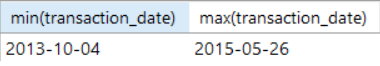 min(transaction_date) max(transaction_date)
2013-10-04 2015-05-26